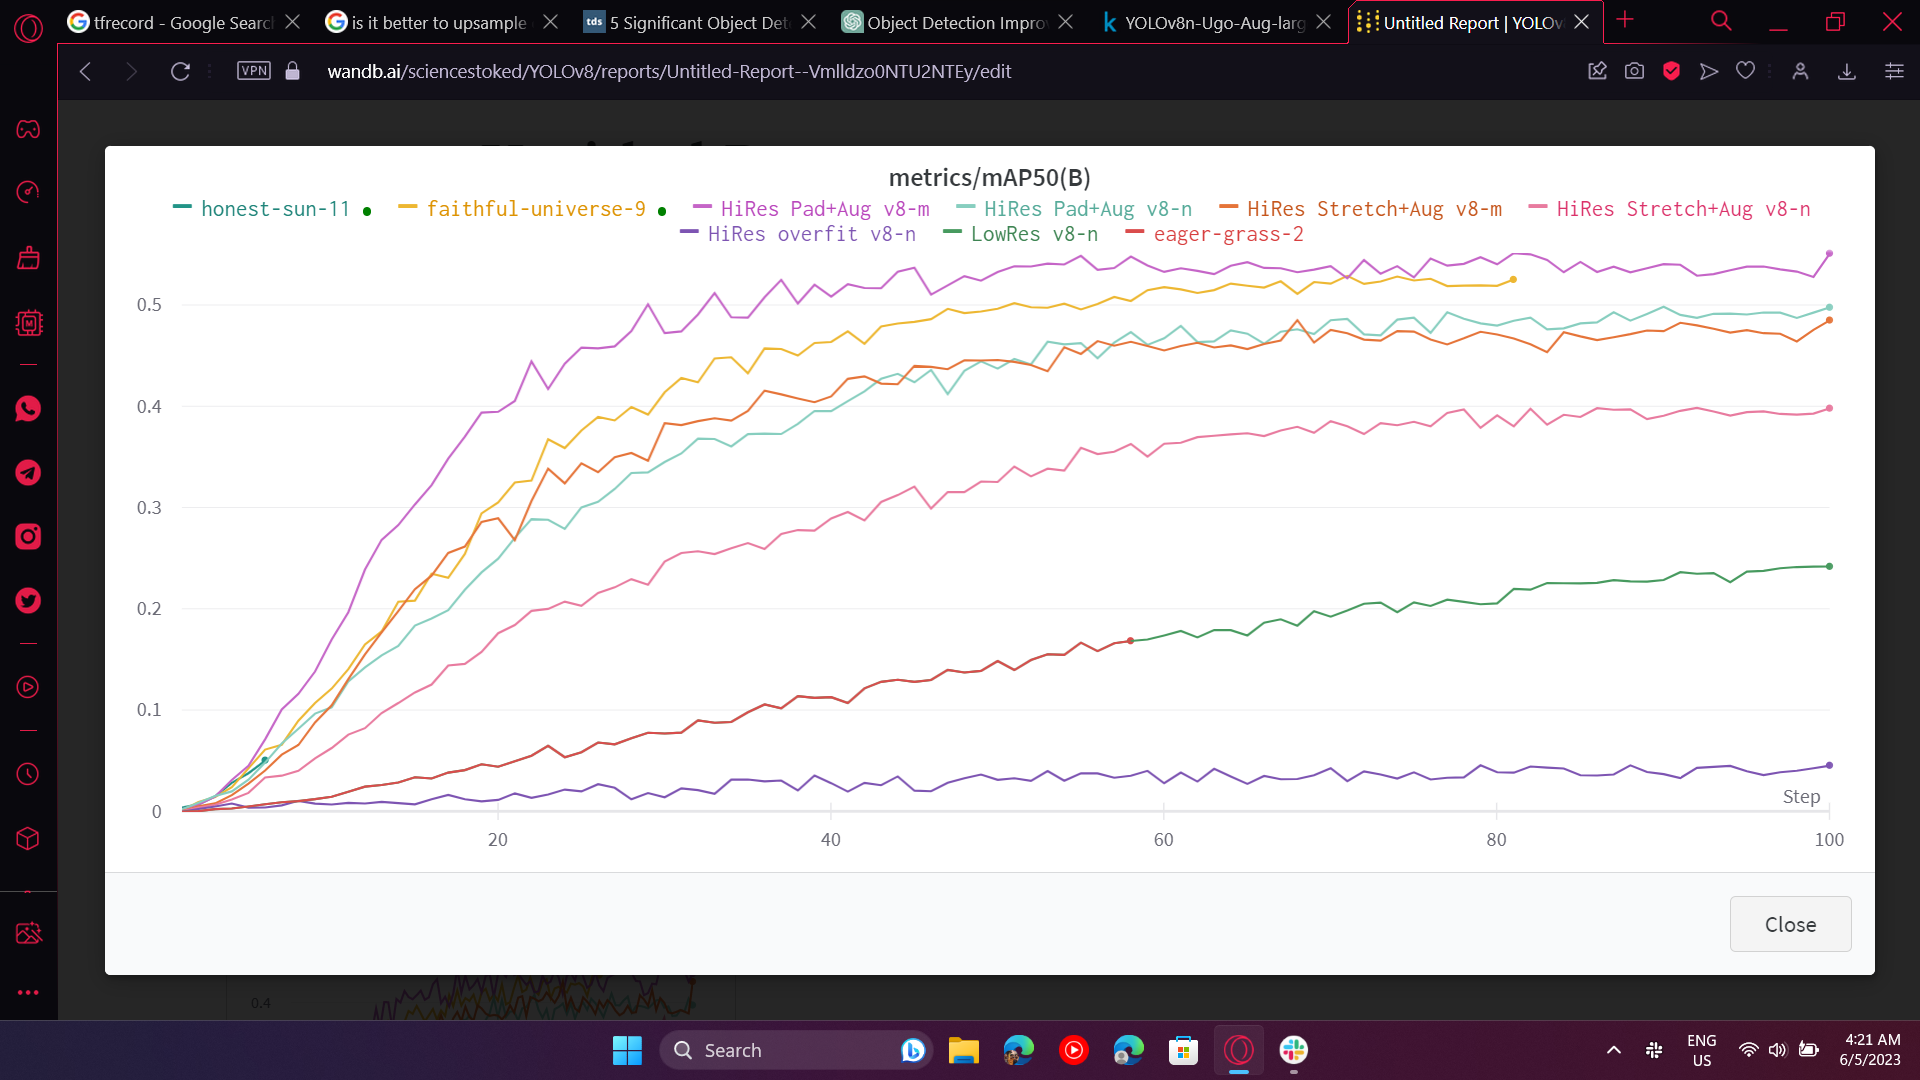 tfrecord - Google Searc
is it better to upsample
tds 5 Significant Object Det
Object Detection Impro
k YOLOv8n-Ugo-Aug-larg
Untitled Report | YOLOv
VPN
wandb.ai/sciencestoked/YOLOv8/reports/Untitled-Report--Vmlldzo0NTU2NTEy/edit
metrics/mAP50(B)
honest-sun-11 faithful-universe-9 HiRes Pad+Aug v8-m HiRes Pad+Aug v8-n HiRes Stretch+Aug v8-m HiRes Stretch+Aug v8-n
HiRes overfit v8-n LowRes v8-n eager-grass-2
0.5
0.4
0.3
0.2
0.1
0
Step
20 40 60 80 100
Close
0.4
Search
ENG
US
4:21 AM
6/5/2023